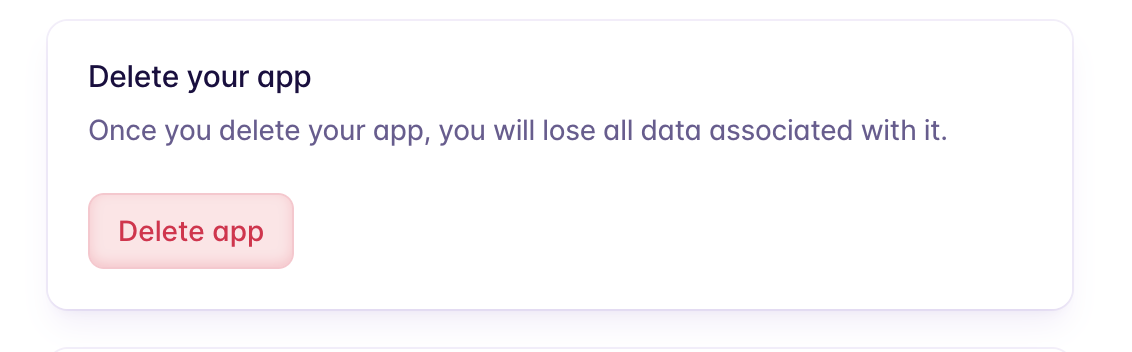 Delete your app
Once you delete your app, you will lose all data associated with it.
Delete app